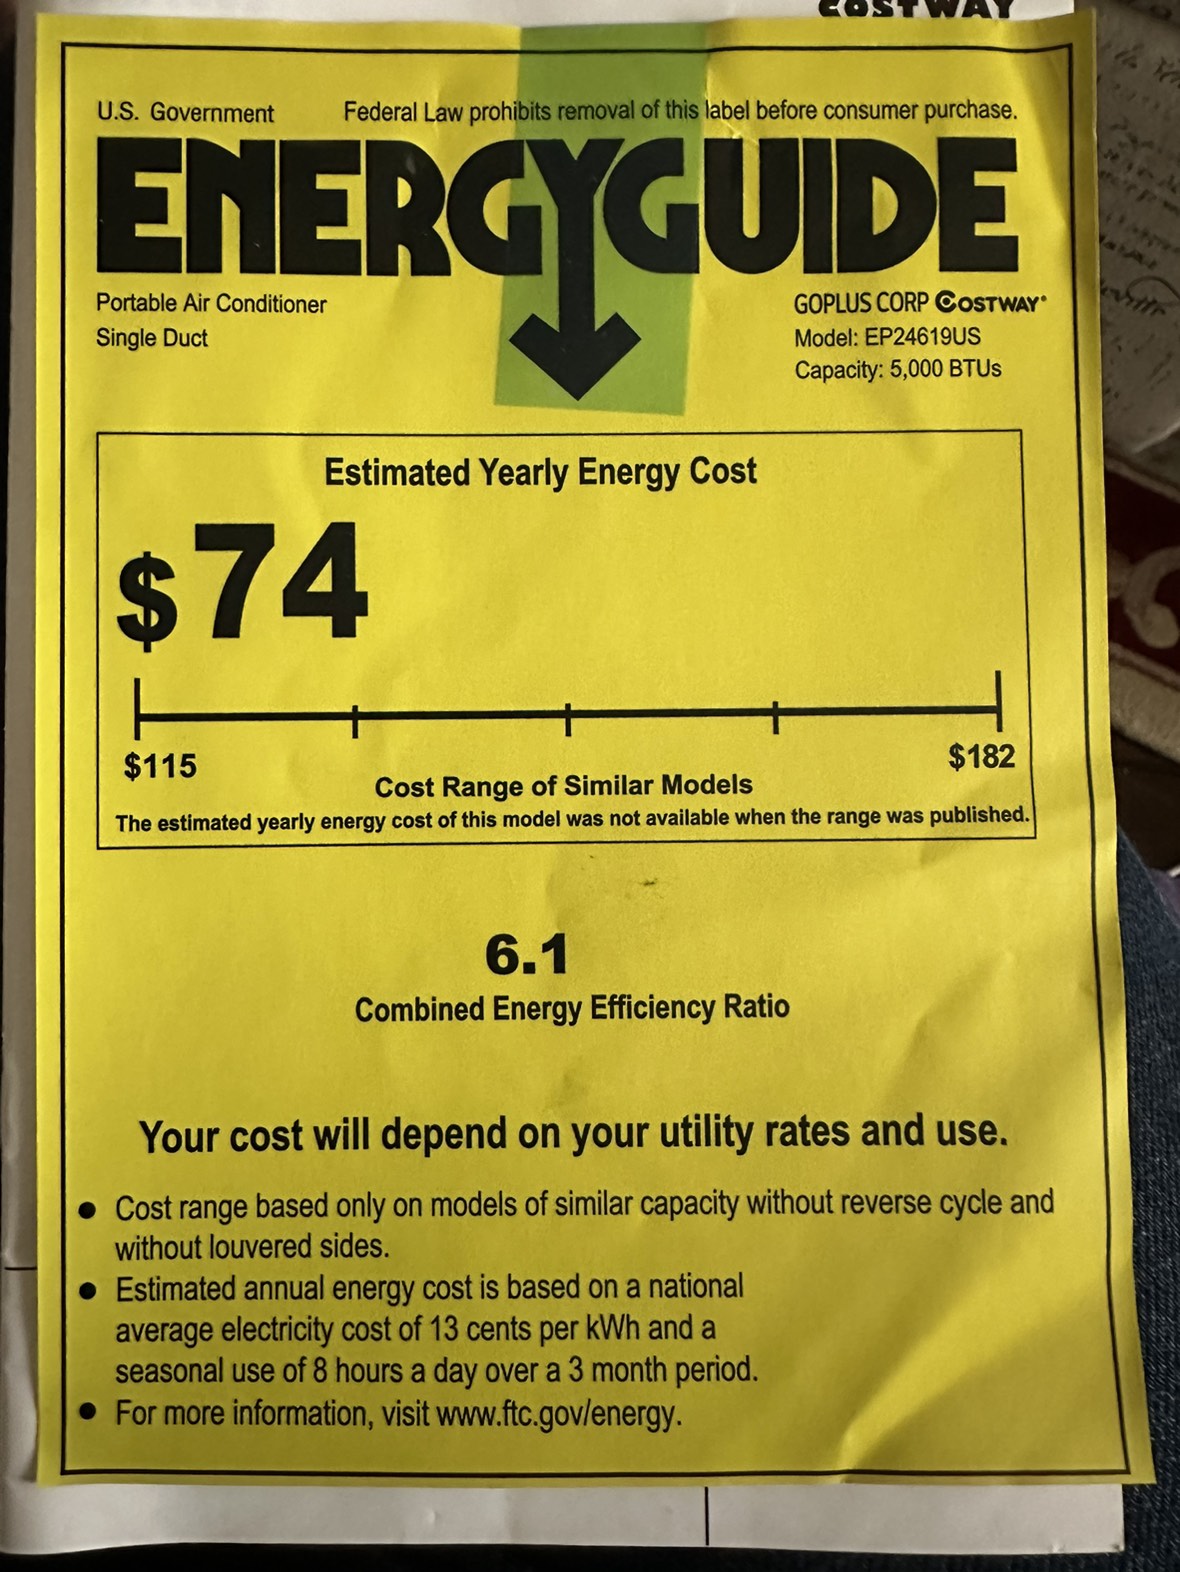 COSTWAY
U.S. Government Federal Law prohibits removal of this label before consumer purchase.
ENERGYGUIDE
Portable Air Conditioner
Single Duct
GOPLUS CORP COSTWAY®
Model: EP24619US
Capacity: 5,000 BTUs
Estimated Yearly Energy Cost
$74
$115 $182
Cost Range of Similar Models
The estimated yearly energy cost of this model was not available when the range was published.
6.1
Combined Energy Efficiency Ratio
Your cost will depend on your utility rates and use.
● Cost range based only on models of similar capacity without reverse cycle and
without louvered sides.
● Estimated annual energy cost is based on a national
average electricity cost of 13 cents per kWh and a
seasonal use of 8 hours a day over a 3 month period.
● For more information, visit www.ftc.gov/energy.